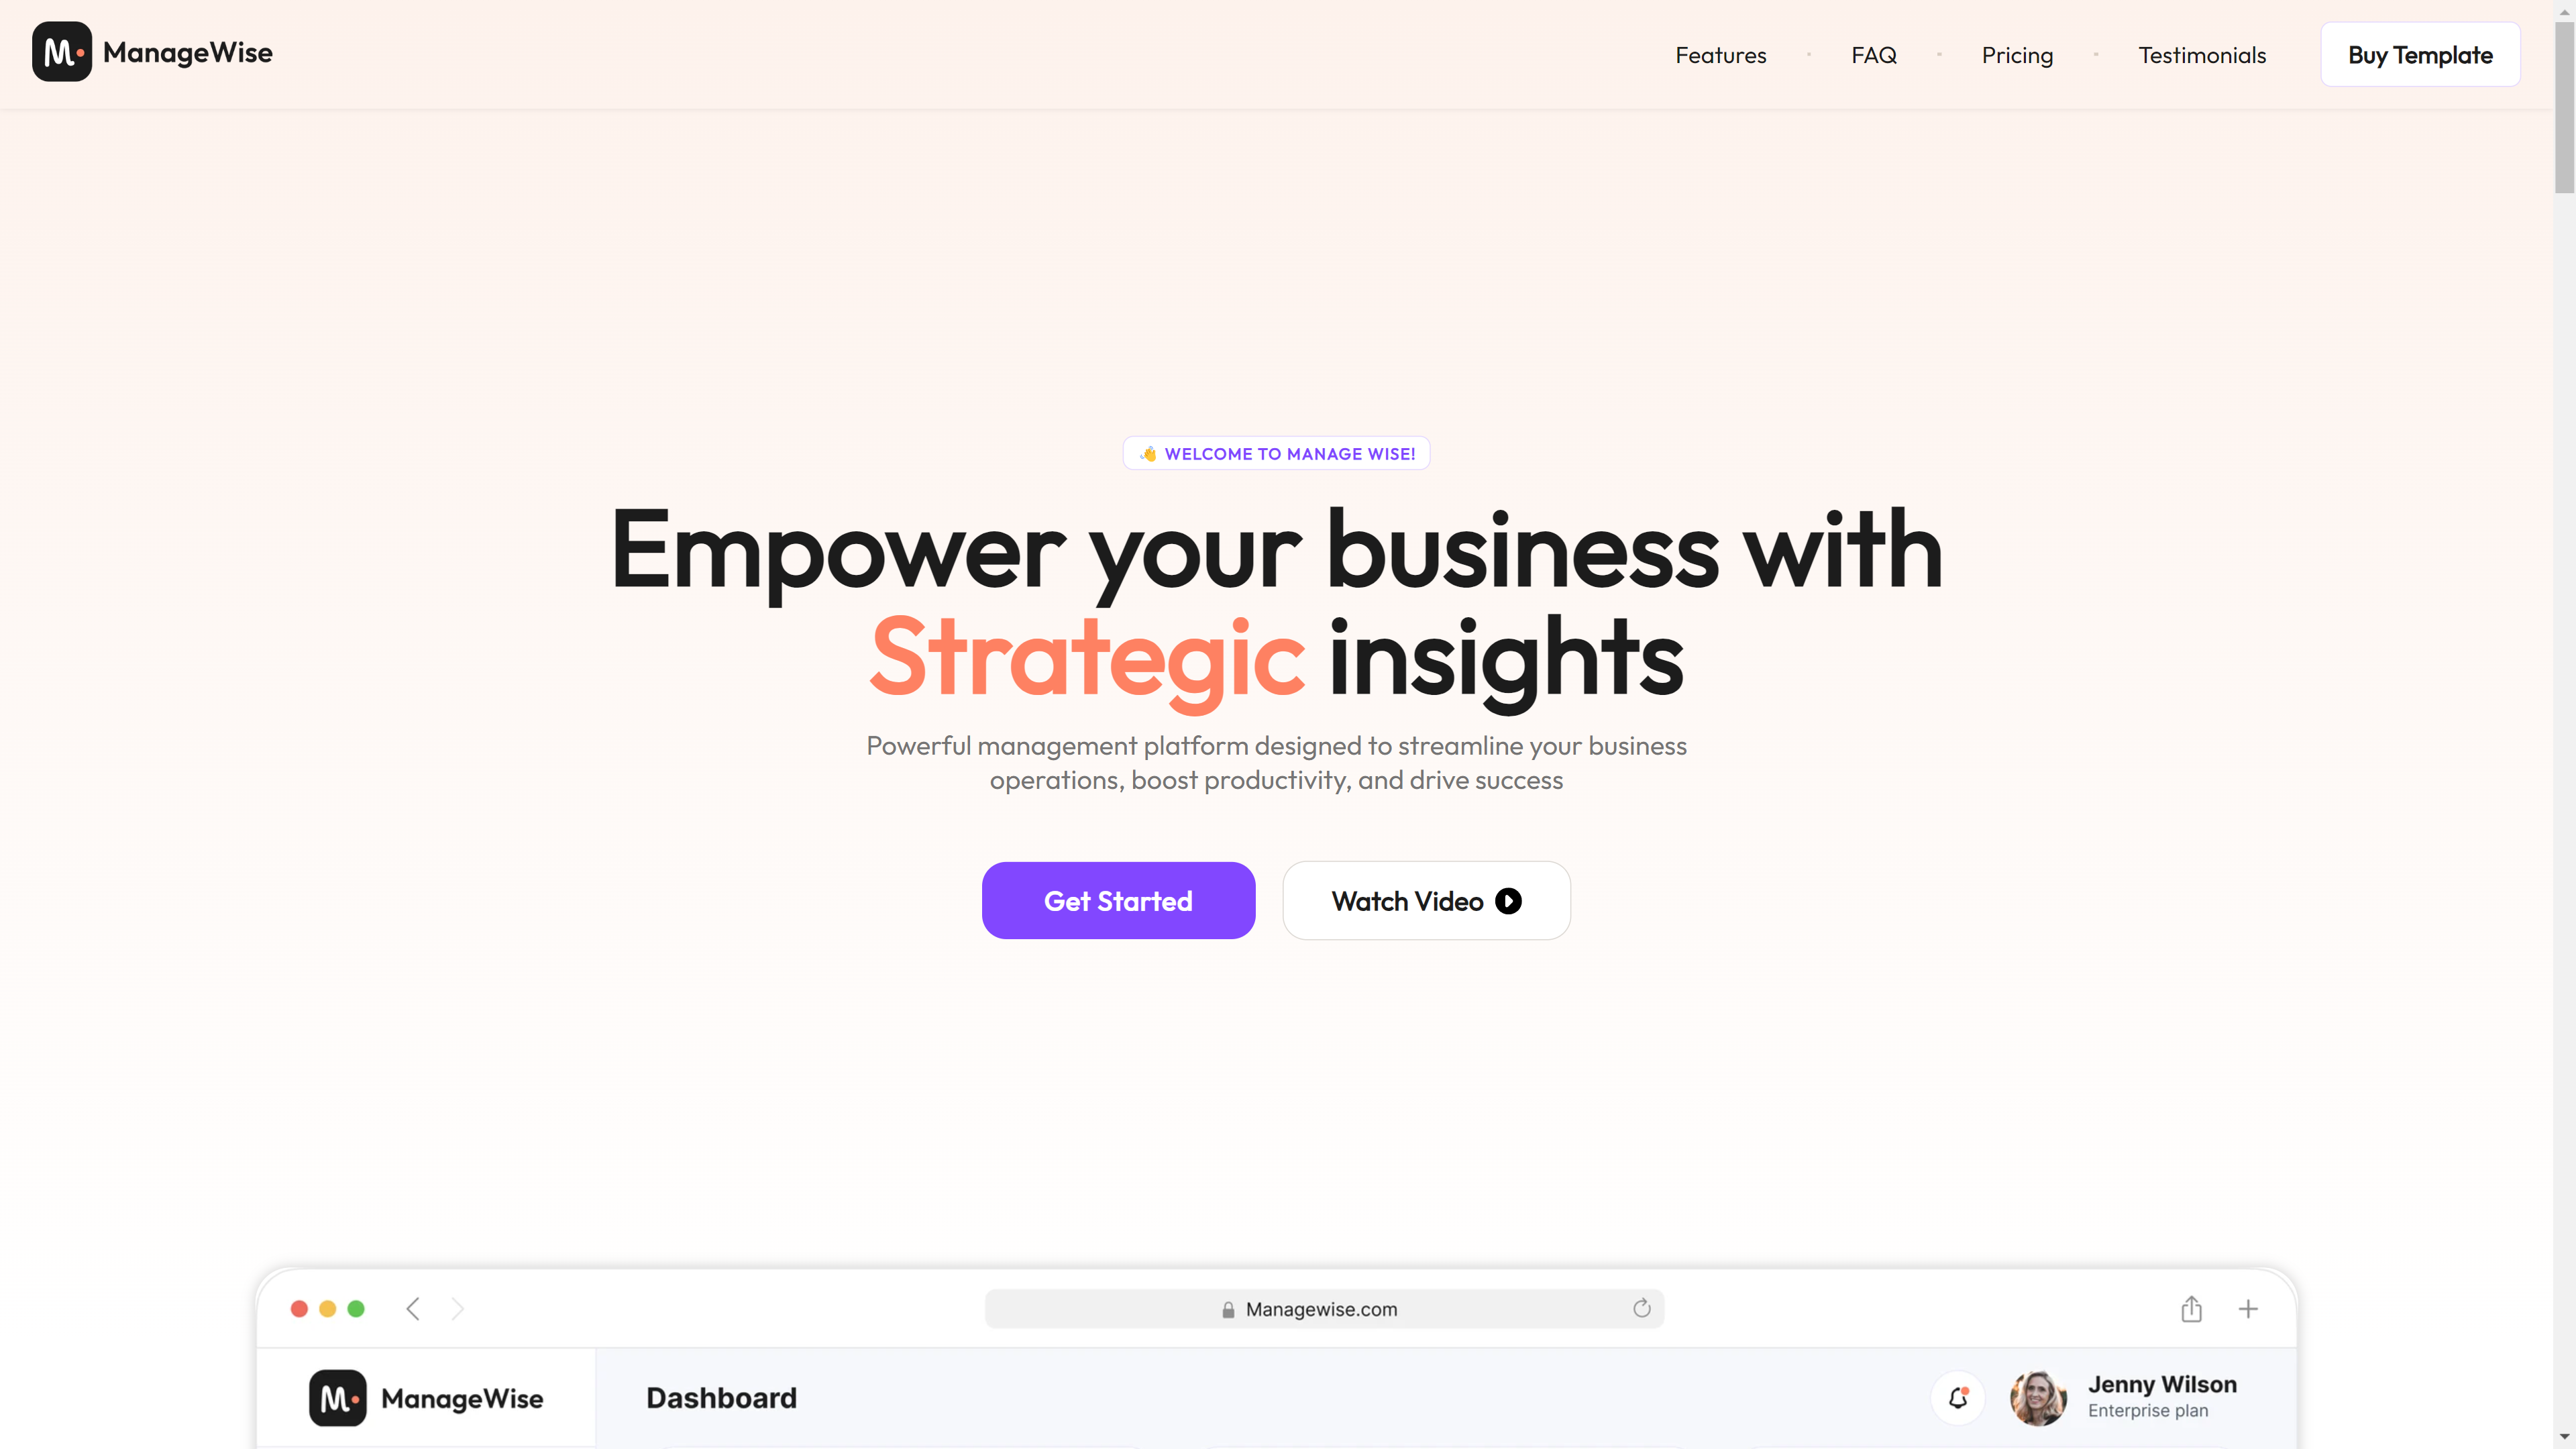 ManageWise
Features
FAQ
Pricing
Testimonials
Buy Template
WELCOME TO MANAGE WISE!
Empower your business with
Strategic insights
Powerful management platform designed to streamline your business
operations, boost productivity, and drive success
Get Started
Watch Video
Managewise.com
ManageWise
Dashboard
Jenny Wilson
Enterprise plan